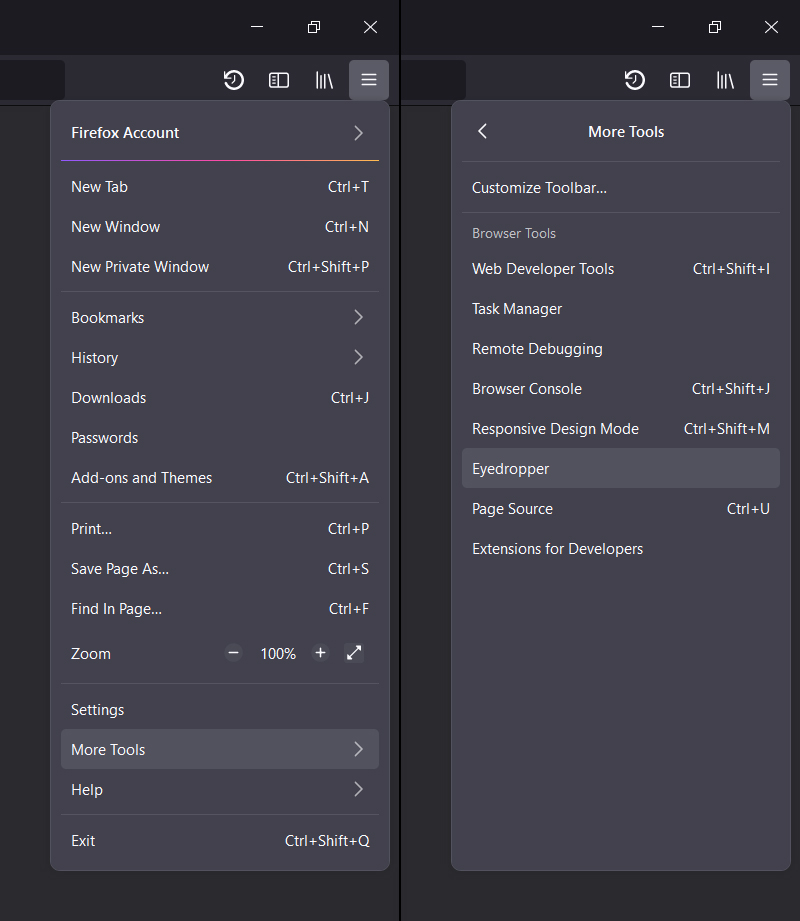 Firefox Account
New Tab Ctrl+T
New Window Ctrl+N
New Private Window Ctrl+Shift+P
Bookmarks
History
Downloads Ctrl+J
Passwords
Add-ons and Themes Ctrl+Shift+A
Print... Ctrl+P
Save Page As... Ctrl+S
Find In Page... Ctrl+F
Zoom − 100% +
Settings
More Tools
Help
Exit Ctrl+Shift+Q
More Tools
Customize Toolbar...
Browser Tools
Web Developer Tools Ctrl+Shift+I
Task Manager
Remote Debugging
Browser Console Ctrl+Shift+J
Responsive Design Mode Ctrl+Shift+M
Eyedropper
Page Source Ctrl+U
Extensions for Developers